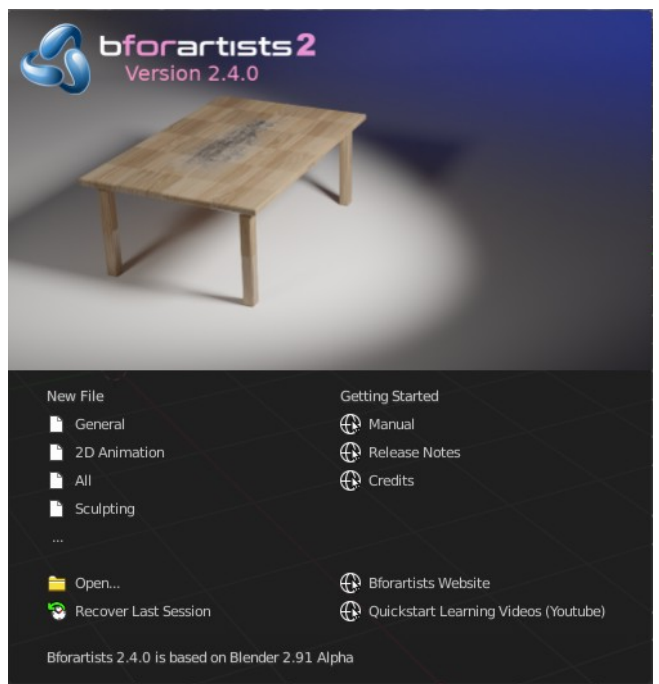 bforartists 2
Version 2.4.0
New File
General
2D Animation
All
Sculpting
...
Open...
Recover Last Session
Getting Started
Manual
Release Notes
Credits
Bforartists Website
Quickstart Learning Videos (Youtube)
Bforartists 2.4.0 is based on Blender 2.91 Alpha